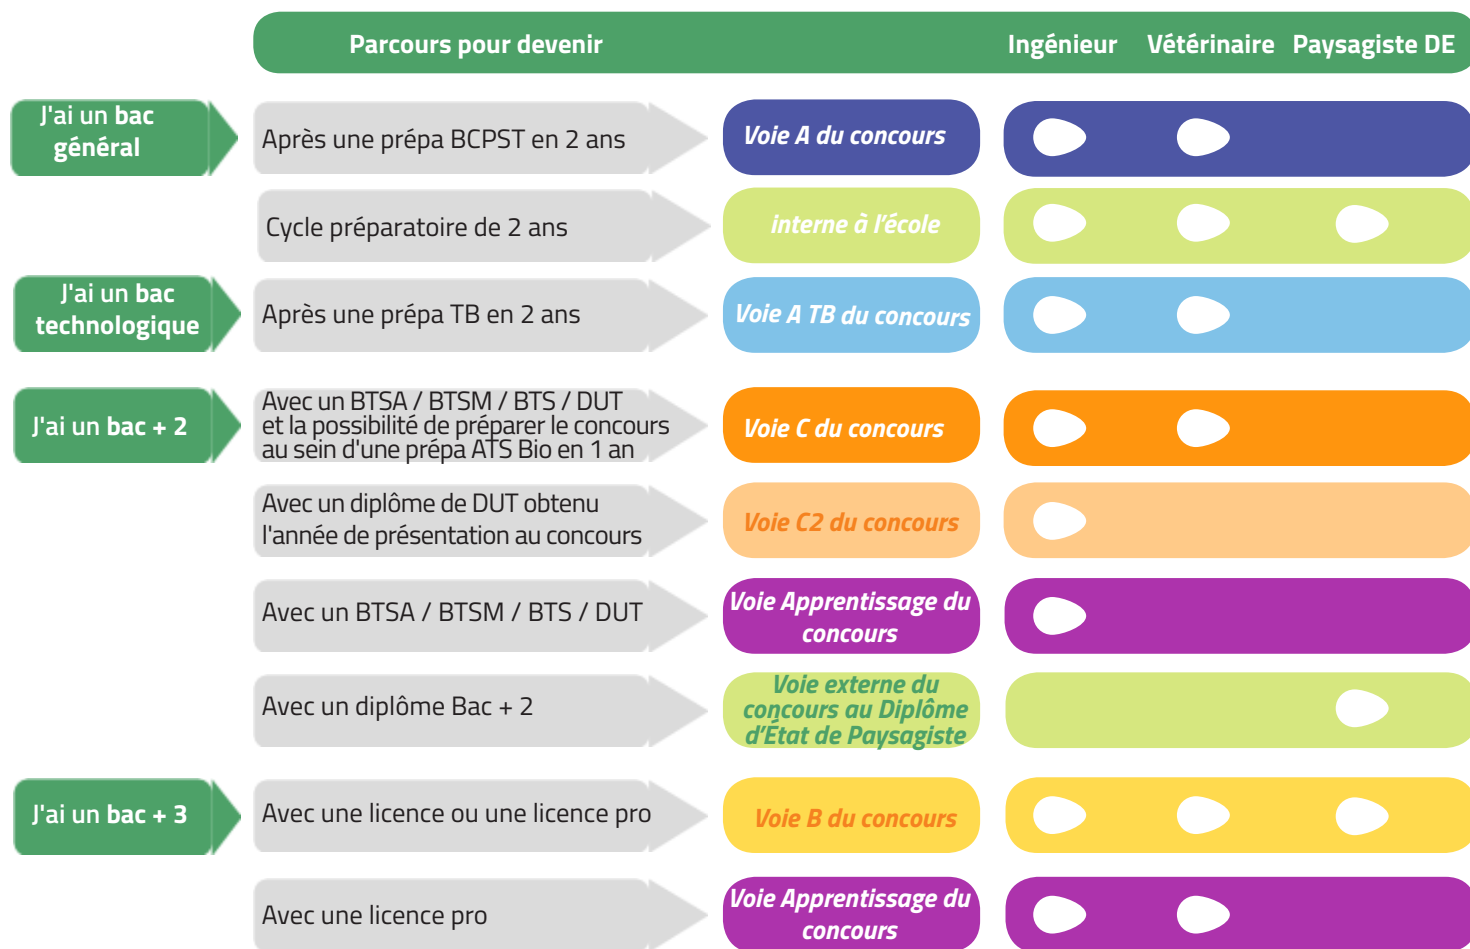 Parcours pour devenir
Ingénieur
Vétérinaire
Paysagiste DE
J'ai un bac
général
Après une prépa BCPST en 2 ans
Voie A du concours
Cycle préparatoire de 2 ans
interne à l'école
J'ai un bac
technologique
Après une prépa TB en 2 ans
Voie A TB du concours
J'ai un bac + 2
Avec un BTSA / BTSM / BTS / DUT
et la possibilité de préparer le concours
au sein d'une prépa ATS Bio en 1 an
Voie C du concours
Avec un diplôme de DUT obtenu
l'année de présentation au concours
Voie C2 du concours
Avec un BTSA / BTSM / BTS / DUT
Voie Apprentissage du
concours
Avec un diplôme Bac + 2
Voie externe du
concours au Diplôme
d'État de Paysagiste
J'ai un bac + 3
Avec une licence ou une licence pro
Voie B du concours
Avec une licence pro
Voie Apprentissage du
concours